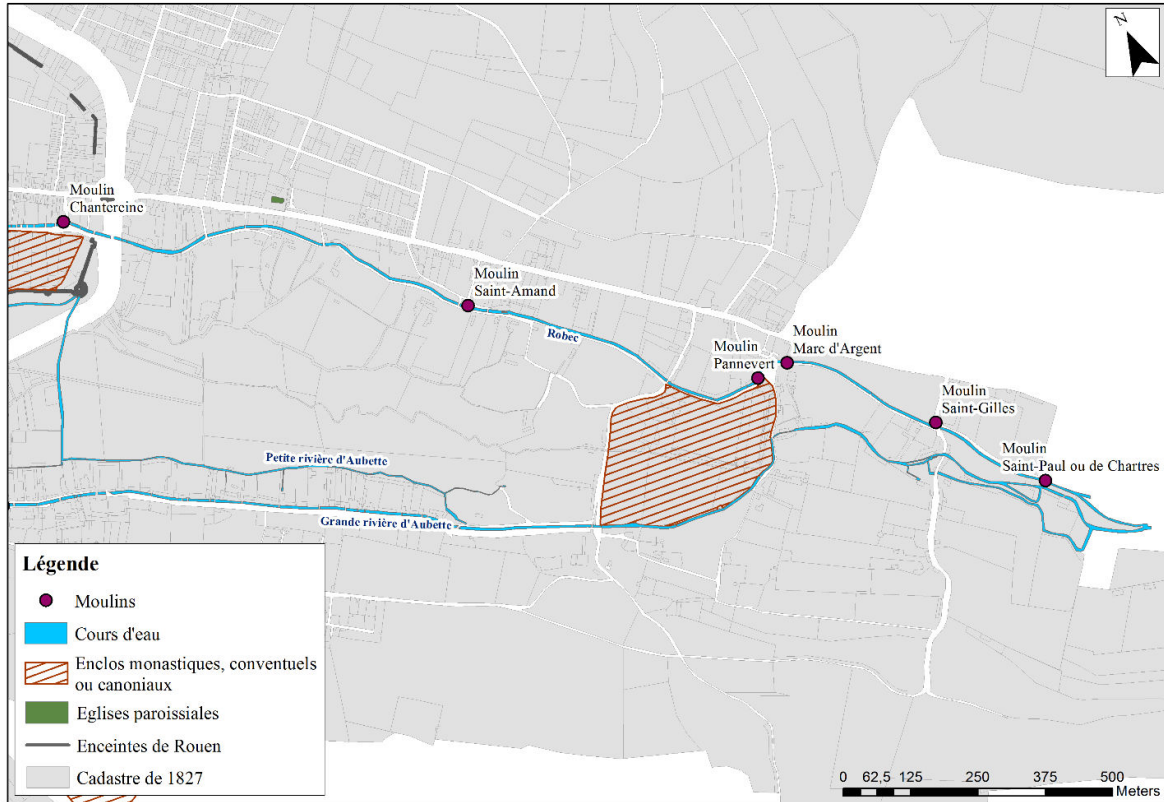 N
Moulin
Chantereine
Moulin
Saint-Amand
Robec
Moulin
Pannevert
Moulin
Marc d'Argent
Moulin
Saint-Gilles
Moulin
Saint-Paul ou de Chartres
Petite rivière d'Aubette
Grande rivière d'Aubette
Légende
Moulins
Cours d'eau
Enclos monastiques, conventuels
ou canoniaux
Eglises paroissiales
Enceintes de Rouen
Cadastre de 1827
0 62,5 125 250 375 500
Meters